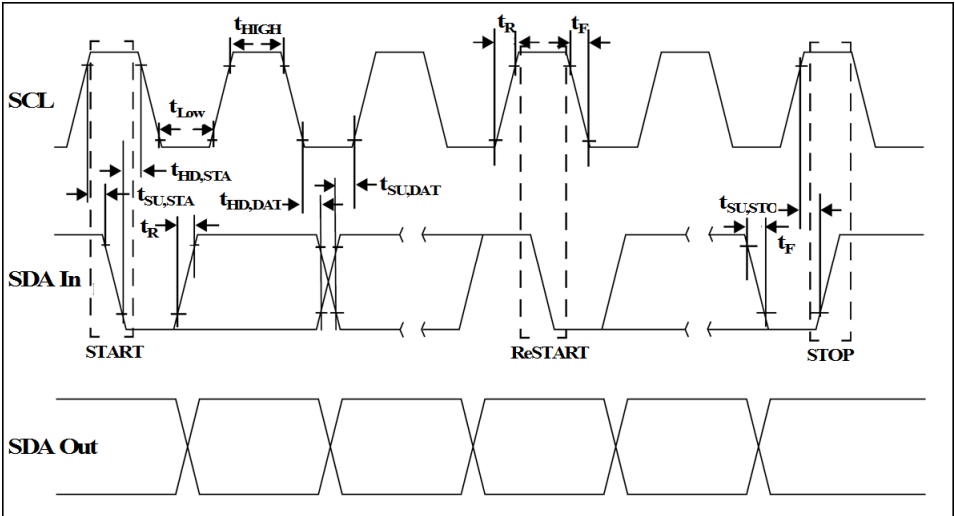 tHIGH
tR
tF
SCL
tLow
tHD,STA
tSU,STA
tHD,DAT
tSU,DAT
tSU,STO
tR
tF
SDA In
START
ReSTART
STOP
SDA Out